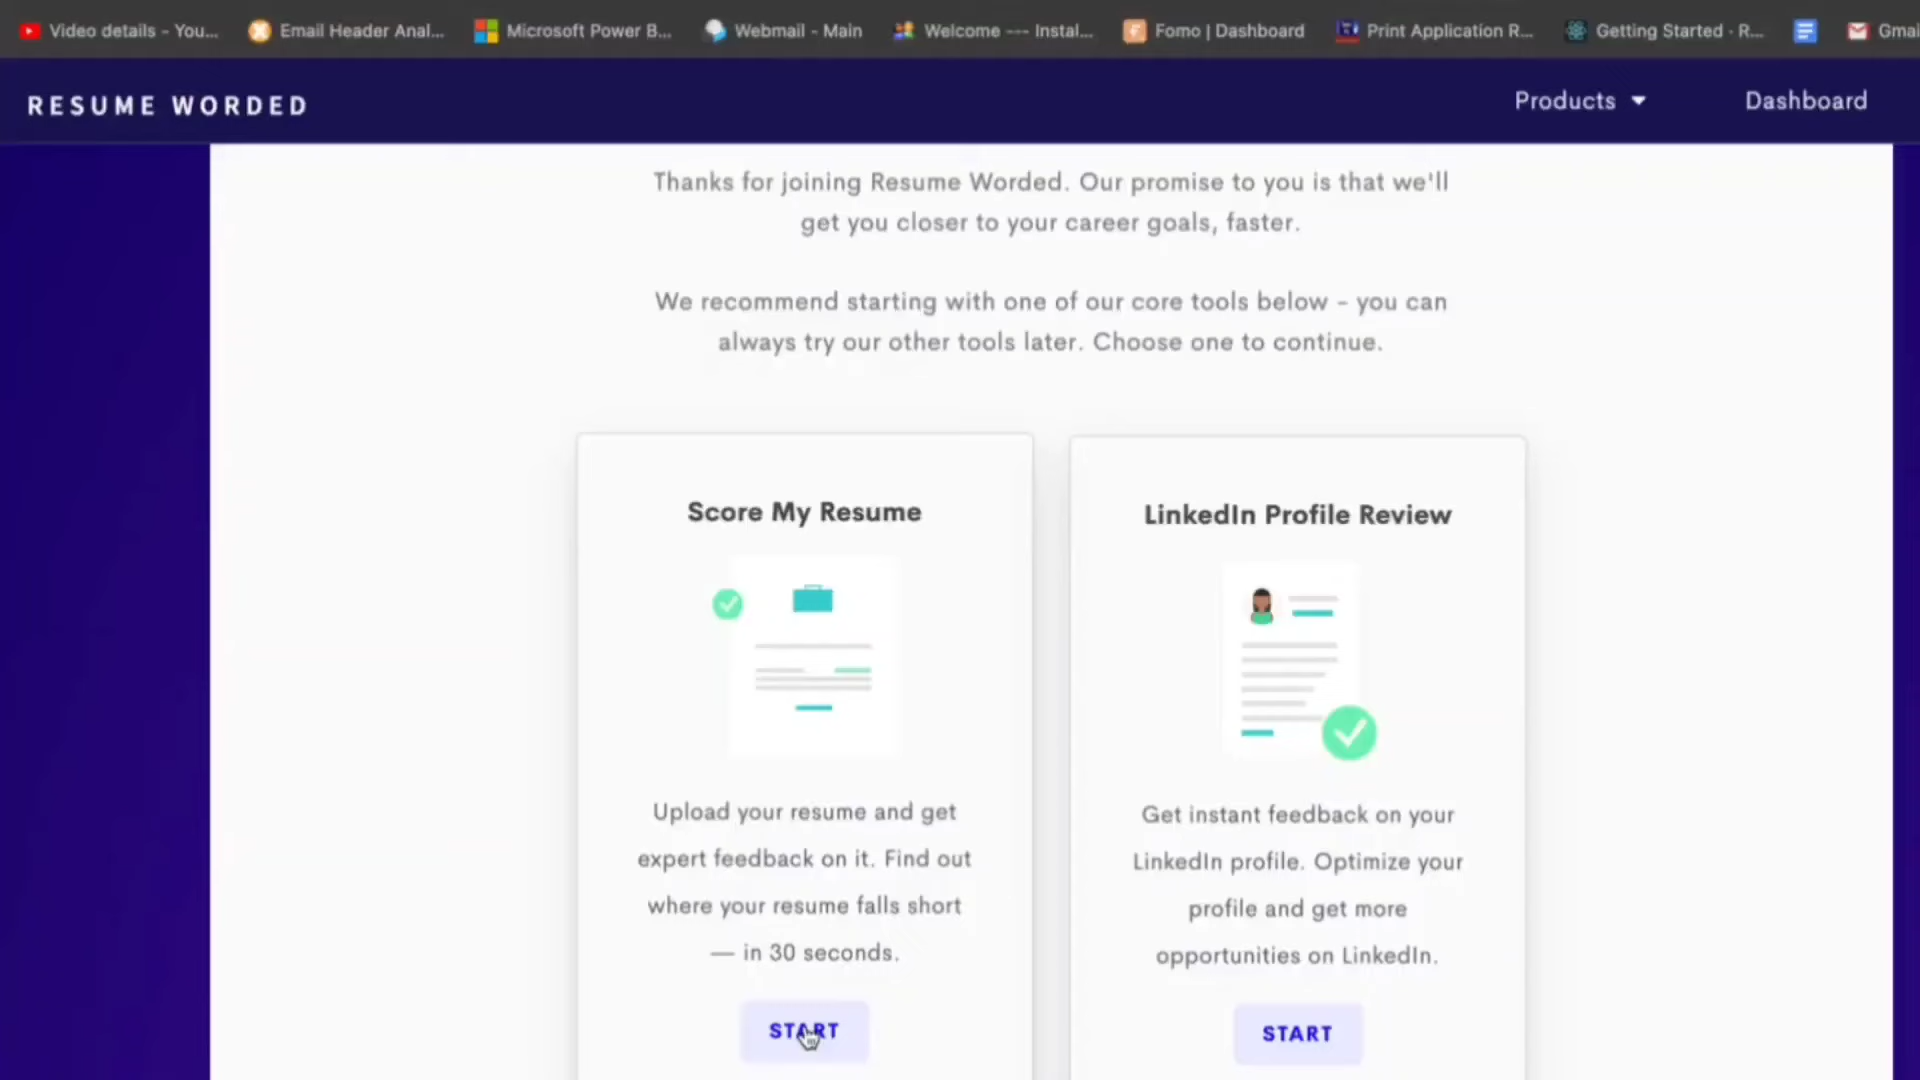 Video details - You...
Email Header Anal...
Microsoft Power B...
Webmail - Main
Welcome --- Instal...
Fomo | Dashboard
Print Application R...
Getting Started · R...
Gmai
RESUME WORDED
Products
Dashboard
Thanks for joining Resume Worded. Our promise to you is that we'll
get you closer to your career goals, faster.
We recommend starting with one of our core tools below - you can
always try our other tools later. Choose one to continue.
Score My Resume
Upload your resume and get
expert feedback on it. Find out
where your resume falls short
— in 30 seconds.
START
LinkedIn Profile Review
Get instant feedback on your
LinkedIn profile. Optimize your
profile and get more
opportunities on LinkedIn.
START